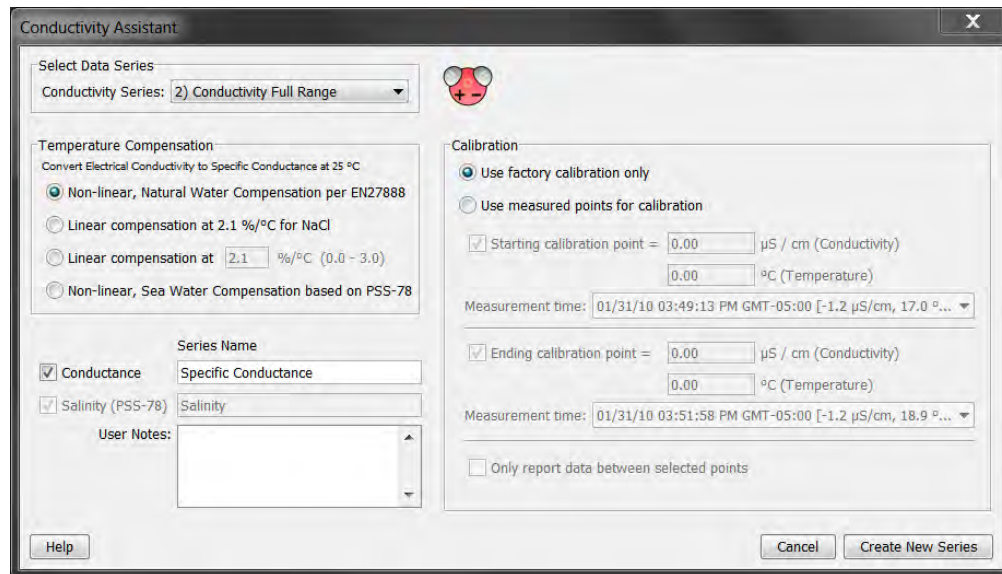 Conductivity Assistant
X
Select Data Series
Conductivity Series: 2) Conductivity Full Range
+ -
Temperature Compensation
Convert Electrical Conductivity to Specific Conductance at 25 ºC
Non-linear, Natural Water Compensation per EN27888
Linear compensation at 2.1 %/ºC for NaCl
Linear compensation at 2.1 %/ºC (0.0 - 3.0)
Non-linear, Sea Water Compensation based on PSS-78
Series Name
Conductance Specific Conductance
Salinity (PSS-78) Salinity
User Notes:
Calibration
Use factory calibration only
Use measured points for calibration
Starting calibration point = 0.00 µS / cm (Conductivity)
0.00 ºC (Temperature)
Measurement time: 01/31/10 03:49:13 PM GMT-05:00 [-1.2 µS/cm, 17.0 º...
Ending calibration point = 0.00 µS / cm (Conductivity)
0.00 ºC (Temperature)
Measurement time: 01/31/10 03:51:58 PM GMT-05:00 [-1.2 µS/cm, 18.9 º...
Only report data between selected points
Help
Cancel
Create New Series